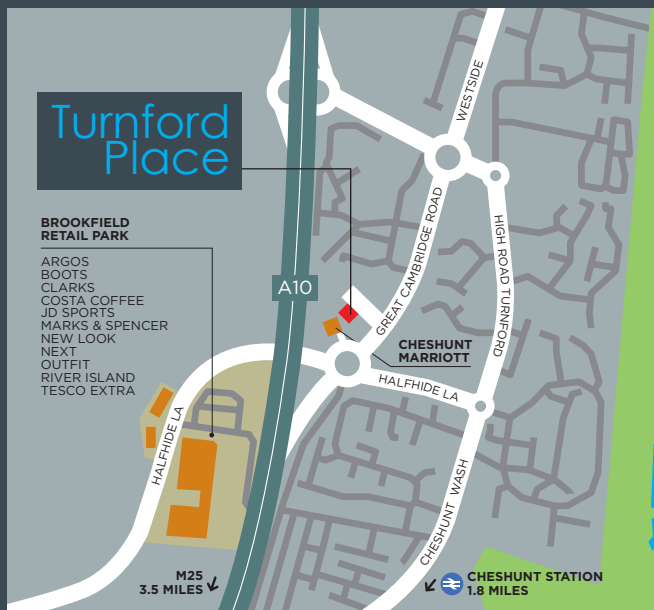 Turnford
Place
BROOKFIELD
RETAIL PARK
ARGOS
BOOTS
CLARKS
COSTA COFFEE
JD SPORTS
MARKS & SPENCER
NEW LOOK
NEXT
OUTFIT
RIVER ISLAND
TESCO EXTRA
WESTSIDE
GREAT CAMBRIDGE ROAD
HIGH ROAD TURNFORD
A10
CHESHUNT
MARRIOTT
HALFHIDE LA
HALFHIDE LA
CHESHUNT WASH
M25
3.5 MILES
CHESHUNT STATION
1.8 MILES